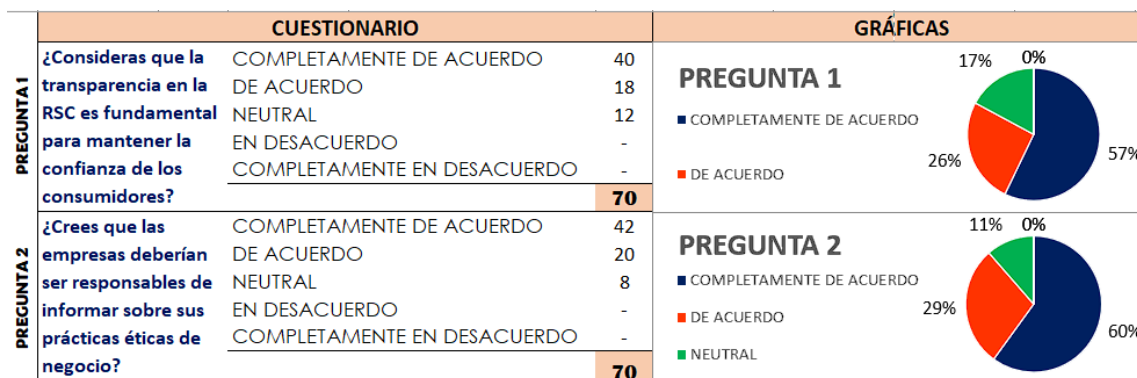 CUESTIONARIO
GRÁFICAS
PREGUNTA 1
¿Consideras que la
transparencia en la
RSC es fundamental
para mantener la
confianza de los
consumidores?
COMPLETAMENTE DE ACUERDO 40
DE ACUERDO 18
NEUTRAL 12
EN DESACUERDO -
COMPLETAMENTE EN DESACUERDO -
70
PREGUNTA 1
COMPLETAMENTE DE ACUERDO
DE ACUERDO
17%
0%
26%
57%
PREGUNTA 2
¿Crees que las
empresas deberían
ser responsables de
informar sobre sus
prácticas éticas de
negocio?
COMPLETAMENTE DE ACUERDO 42
DE ACUERDO 20
NEUTRAL 8
EN DESACUERDO -
COMPLETAMENTE EN DESACUERDO -
70
PREGUNTA 2
COMPLETAMENTE DE ACUERDO
DE ACUERDO
NEUTRAL
11%
0%
29%
60%